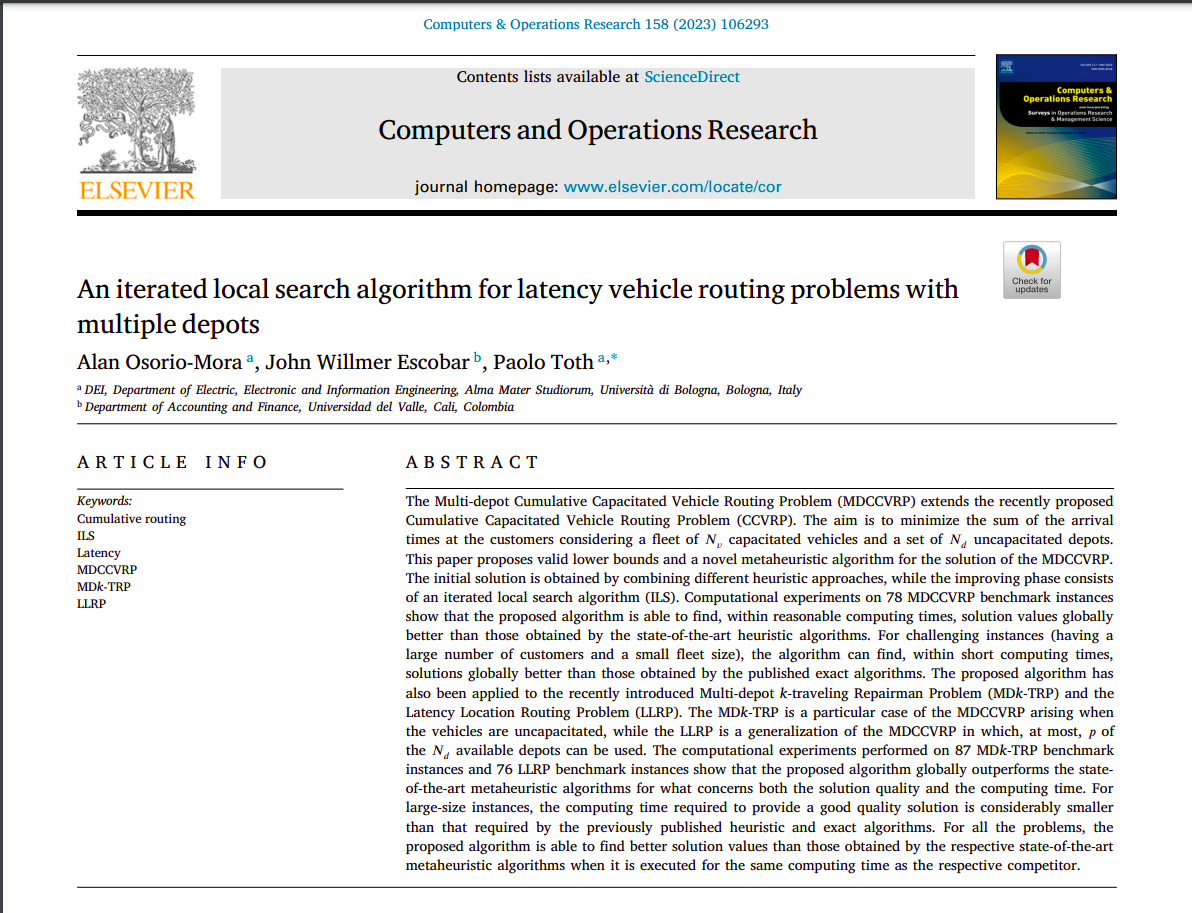 Computers & Operations Research 158 (2023) 106293
Contents lists available at ScienceDirect
Computers and Operations Research
journal homepage: www.elsevier.com/locate/cor
ELSEVIER
Computers &
Operations Research
Surveys in Operations Research
& Management Science
Check for
updates
An iterated local search algorithm for latency vehicle routing problems with
multiple depots
Alan Osorio-Mora a, John Willmer Escobar b, Paolo Toth a,*
a DEI, Department of Electric, Electronic and Information Engineering, Alma Mater Studiorum, Università di Bologna, Bologna, Italy
b Department of Accounting and Finance, Universidad del Valle, Cali, Colombia
ARTICLE INFO
Keywords:
Cumulative routing
ILS
Latency
MDCCVRP
MDk-TRP
LLRP
ABSTRACT
The Multi-depot Cumulative Capacitated Vehicle Routing Problem (MDCCVRP) extends the recently proposed
Cumulative Capacitated Vehicle Routing Problem (CCVRP). The aim is to minimize the sum of the arrival
times at the customers considering a fleet of Nv capacitated vehicles and a set of Nd uncapacitated depots.
This paper proposes valid lower bounds and a novel metaheuristic algorithm for the solution of the MDCCVRP.
The initial solution is obtained by combining different heuristic approaches, while the improving phase consists
of an iterated local search algorithm (ILS). Computational experiments on 78 MDCCVRP benchmark instances
show that the proposed algorithm is able to find, within reasonable computing times, solution values globally
better than those obtained by the state-of-the-art heuristic algorithms. For challenging instances (having a
large number of customers and a small fleet size), the algorithm can find, within short computing times,
solutions globally better than those obtained by the published exact algorithms. The proposed algorithm has
also been applied to the recently introduced Multi-depot k-traveling Repairman Problem (MDk-TRP) and the
Latency Location Routing Problem (LLRP). The MDk-TRP is a particular case of the MDCCVRP arising when
the vehicles are uncapacitated, while the LLRP is a generalization of the MDCCVRP in which, at most, p of
the Nd available depots can be used. The computational experiments performed on 87 MDk-TRP benchmark
instances and 76 LLRP benchmark instances show that the proposed algorithm globally outperforms the state-
of-the-art metaheuristic algorithms for what concerns both the solution quality and the computing time. For
large-size instances, the computing time required to provide a good quality solution is considerably smaller
than that required by the previously published heuristic and exact algorithms. For all the problems, the
proposed algorithm is able to find better solution values than those obtained by the respective state-of-the-art
metaheuristic algorithms when it is executed for the same computing time as the respective competitor.